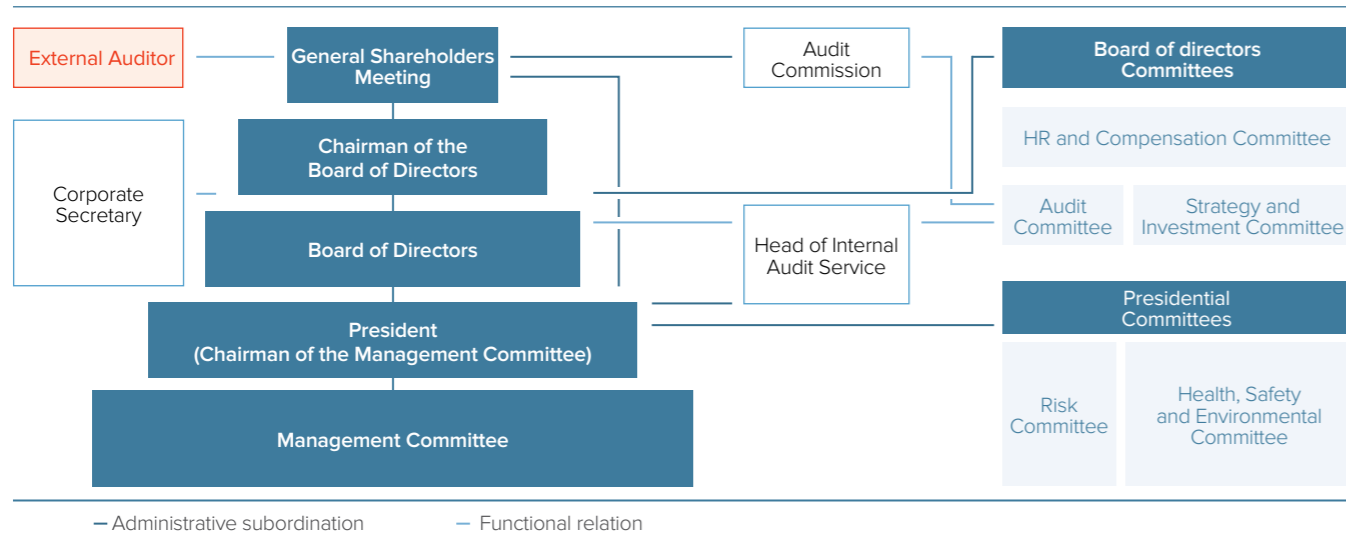 External Auditor
General Shareholders
Meeting
Audit
Commission
Board of directors
Committees
Corporate
Secretary
Chairman of the
Board of Directors
HR and Compensation Committee
Board of Directors
Head of Internal
Audit Service
Audit
Committee
Strategy and
Investment Committee
President
(Chairman of the Management Committee)
Presidential
Committees
Management Committee
Risk
Committee
Health, Safety
and Environmental
Committee
Administrative subordination
Functional relation